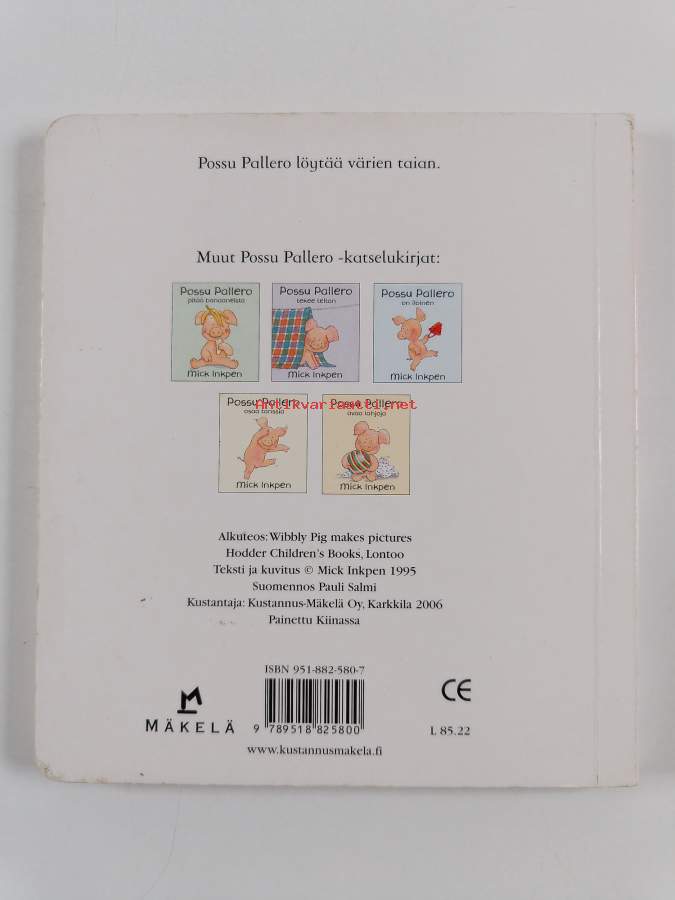 Possu Pallero löytää värien taian.
Muut Possu Pallero -katselukirjat:
Possu Pallero
pitää banaaneista
Mick Inkpen
Possu Pallero
tekee teltan
Mick Inkpen
Possu Pallero
on iloinen
Mick Inkpen
Possu Pallero
osaa tanssia
Mick Inkpen
Possu Pallero
avaa lahjoja
Mick Inkpen
Antikvariaatti.net
Alkuteos: Wibbly Pig makes pictures
Hodder Children's Books, Lontoo
Teksti ja kuvitus © Mick Inkpen 1995
Suomennos Pauli Salmi
Kustantaja: Kustannus-Mäkelä Oy, Karkkila 2006
Painettu Kiinassa
ISBN 951-882-580-7
9 789518 825800
MÄKELÄ
CE
L 85.22
www.kustannusmakela.fi